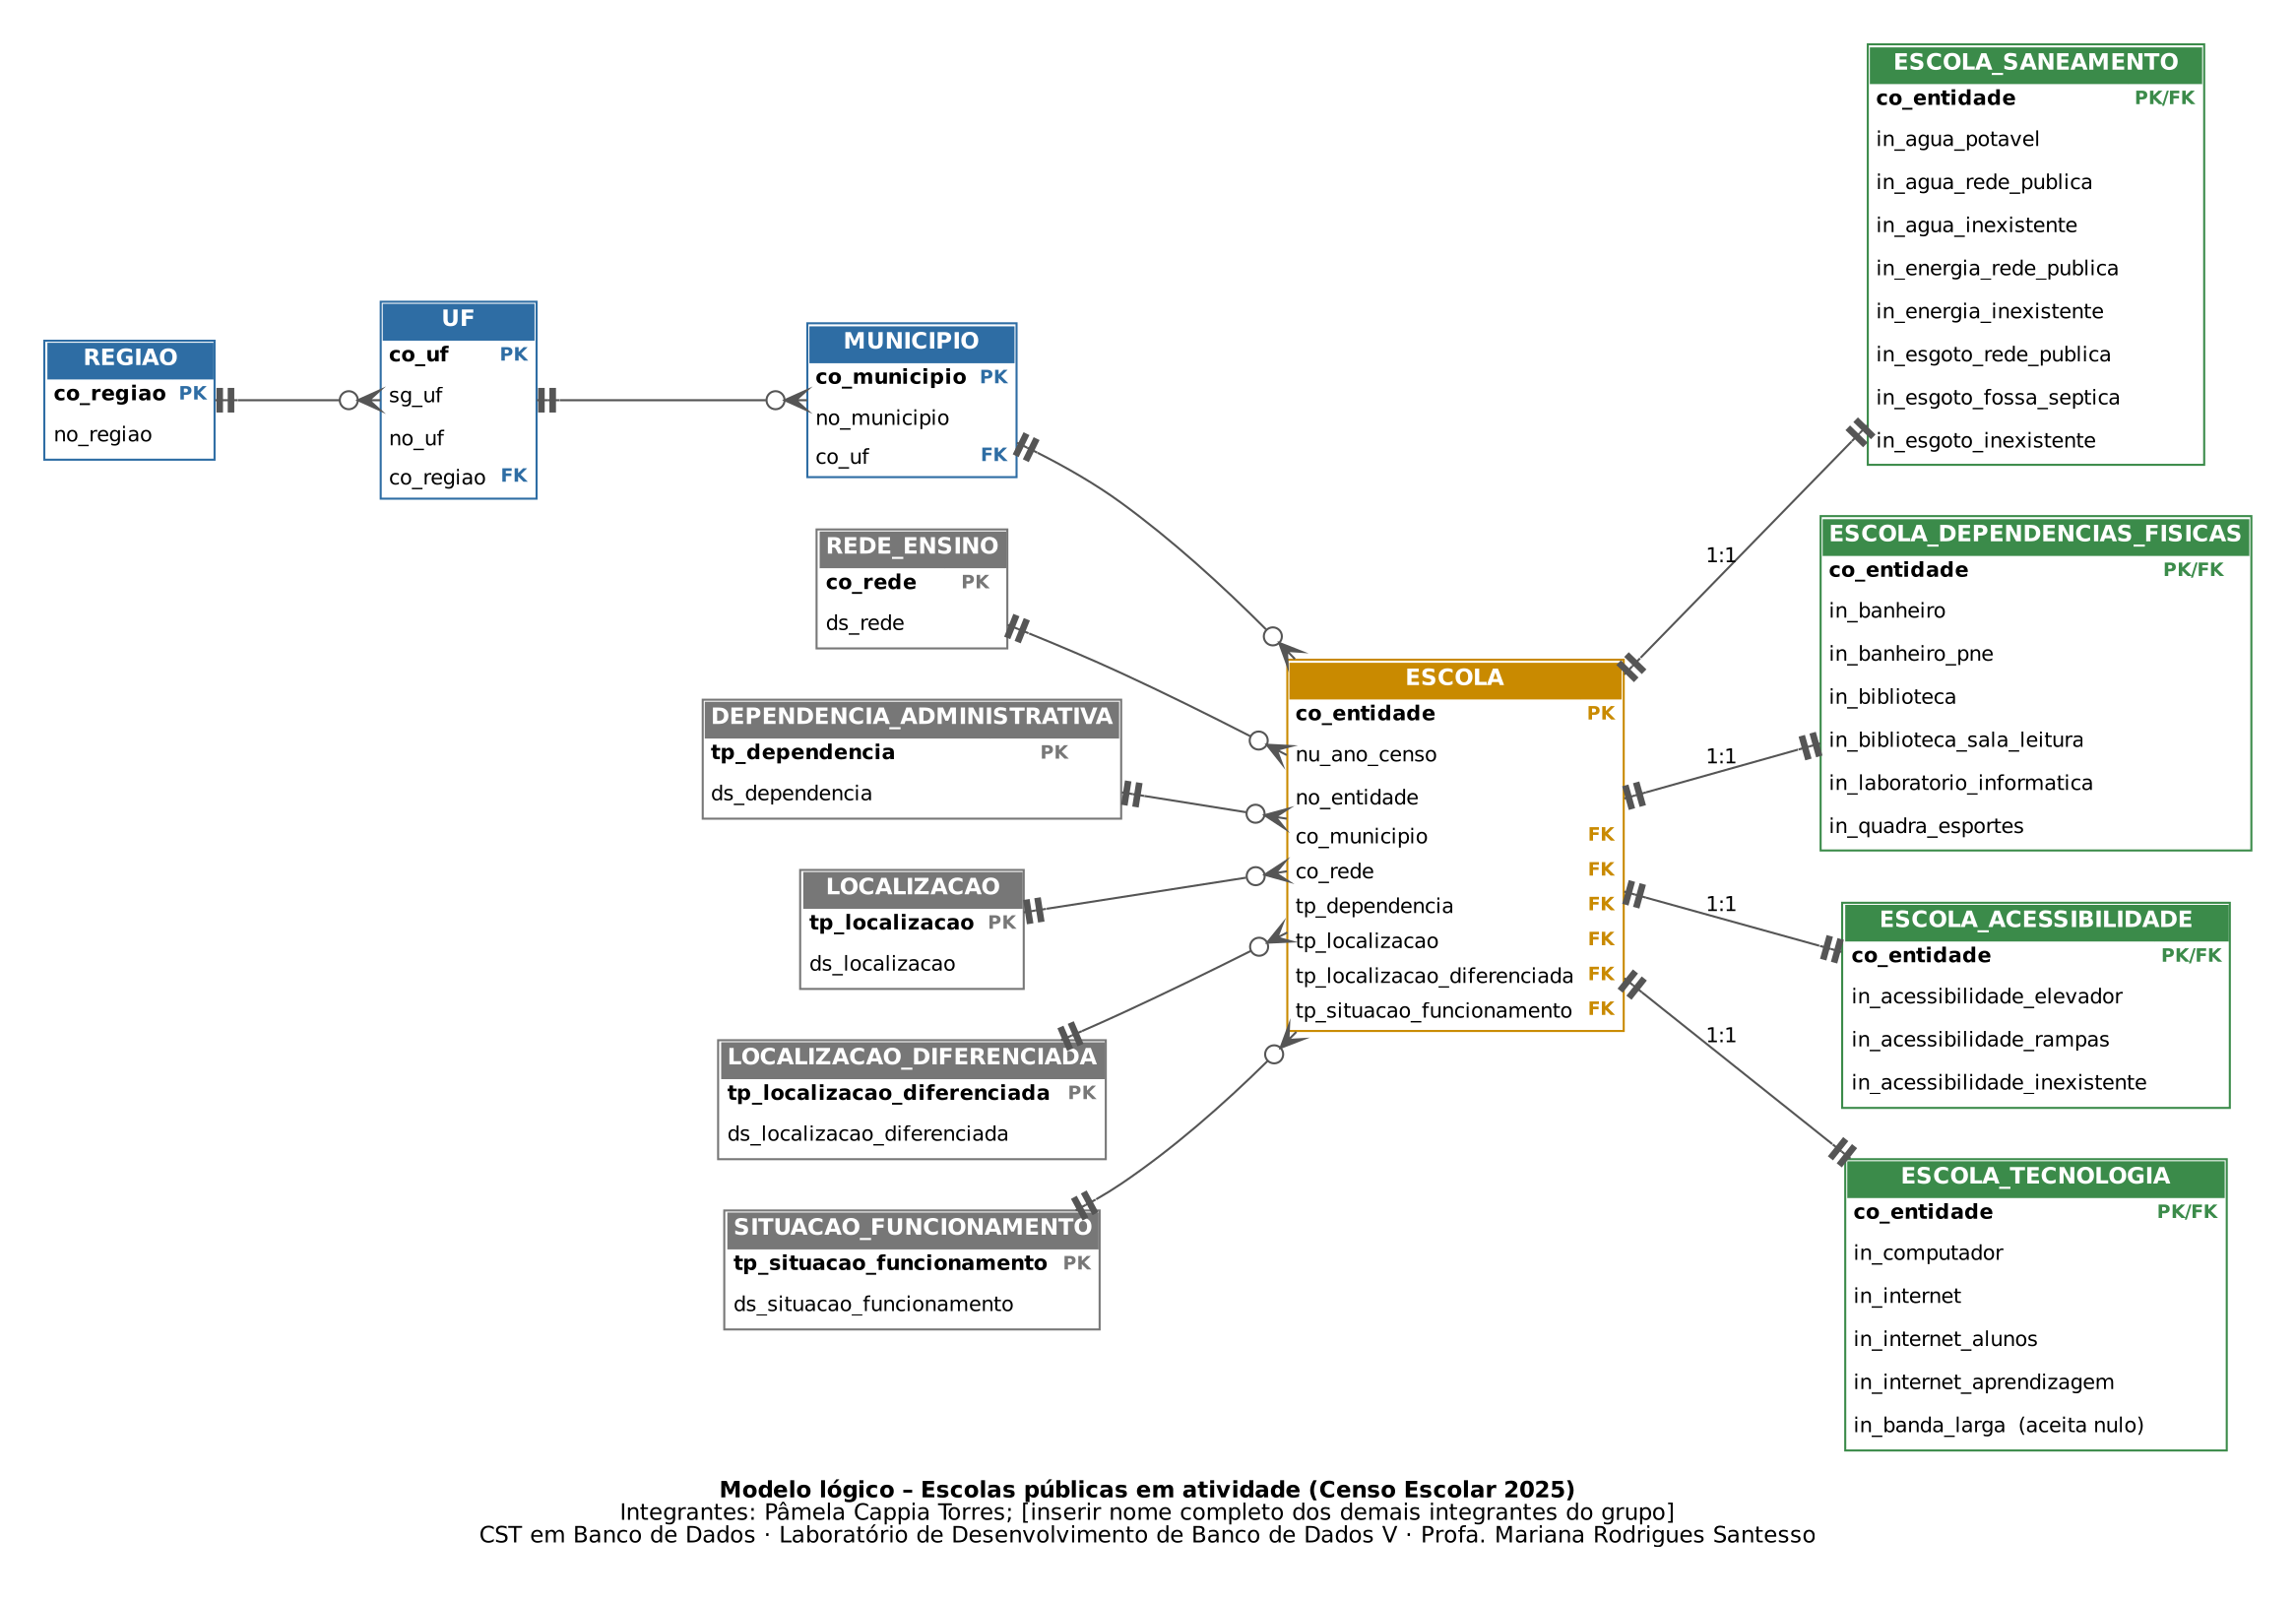 REGIAO
co_regiao PK
no_regiao
UF
co_uf PK
sg_uf
no_uf
co_regiao FK
MUNICIPIO
co_municipio PK
no_municipio
co_uf FK
REDE_ENSINO
co_rede PK
ds_rede
DEPENDENCIA_ADMINISTRATIVA
tp_dependencia PK
ds_dependencia
LOCALIZACAO
tp_localizacao PK
ds_localizacao
LOCALIZACAO_DIFERENCIADA
tp_localizacao_diferenciada PK
ds_localizacao_diferenciada
SITUACAO_FUNCIONAMENTO
tp_situacao_funcionamento PK
ds_situacao_funcionamento
ESCOLA
co_entidade PK
nu_ano_censo
no_entidade
co_municipio FK
co_rede FK
tp_dependencia FK
tp_localizacao FK
tp_localizacao_diferenciada FK
tp_situacao_funcionamento FK
1:1
1:1
1:1
1:1
ESCOLA_SANEAMENTO
co_entidade PK/FK
in_agua_potavel
in_agua_rede_publica
in_agua_inexistente
in_energia_rede_publica
in_energia_inexistente
in_esgoto_rede_publica
in_esgoto_fossa_septica
in_esgoto_inexistente
ESCOLA_DEPENDENCIAS_FISICAS
co_entidade PK/FK
in_banheiro
in_banheiro_pne
in_biblioteca
in_biblioteca_sala_leitura
in_laboratorio_informatica
in_quadra_esportes
ESCOLA_ACESSIBILIDADE
co_entidade PK/FK
in_acessibilidade_elevador
in_acessibilidade_rampas
in_acessibilidade_inexistente
ESCOLA_TECNOLOGIA
co_entidade PK/FK
in_computador
in_internet
in_internet_alunos
in_internet_aprendizagem
in_banda_larga (aceita nulo)
Modelo lógico – Escolas públicas em atividade (Censo Escolar 2025)
Integrantes: Pâmela Cappia Torres; [inserir nome completo dos demais integrantes do grupo]
CST em Banco de Dados · Laboratório de Desenvolvimento de Banco de Dados V · Profa. Mariana Rodrigues Santesso